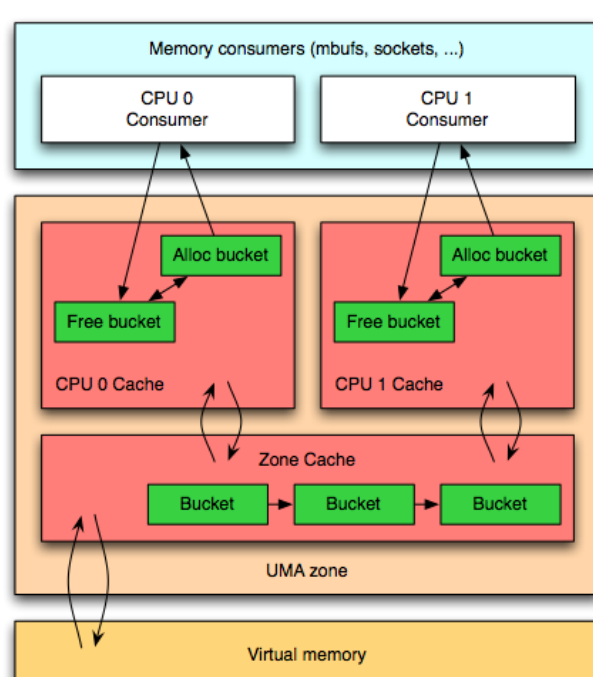 Memory consumers (mbufs, sockets, ...)
CPU 0
Consumer
CPU 1
Consumer
Alloc bucket
Free bucket
CPU 0 Cache
Alloc bucket
Free bucket
CPU 1 Cache
Zone Cache
Bucket
Bucket
Bucket
UMA zone
Virtual memory